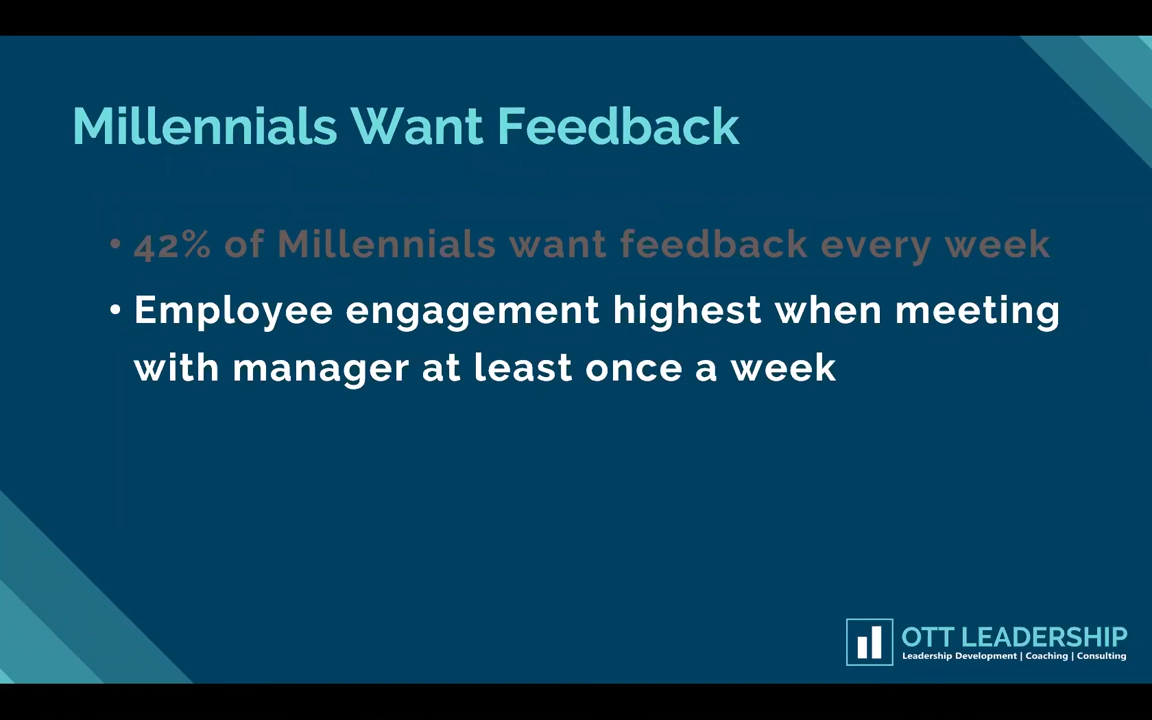 Millennials Want Feedback
• 42% of Millennials want feedback every week
• Employee engagement highest when meeting
with manager at least once a week
OTT LEADERSHIP
Leadership Development | Coaching | Consulting